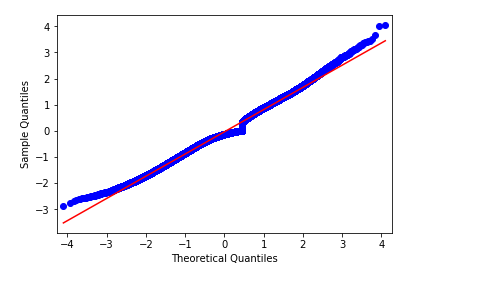 4
3
2
1
0
−1
−2
−3
Sample Quantiles
−4 −3 −2 −1 0 1 2 3 4
Theoretical Quantiles